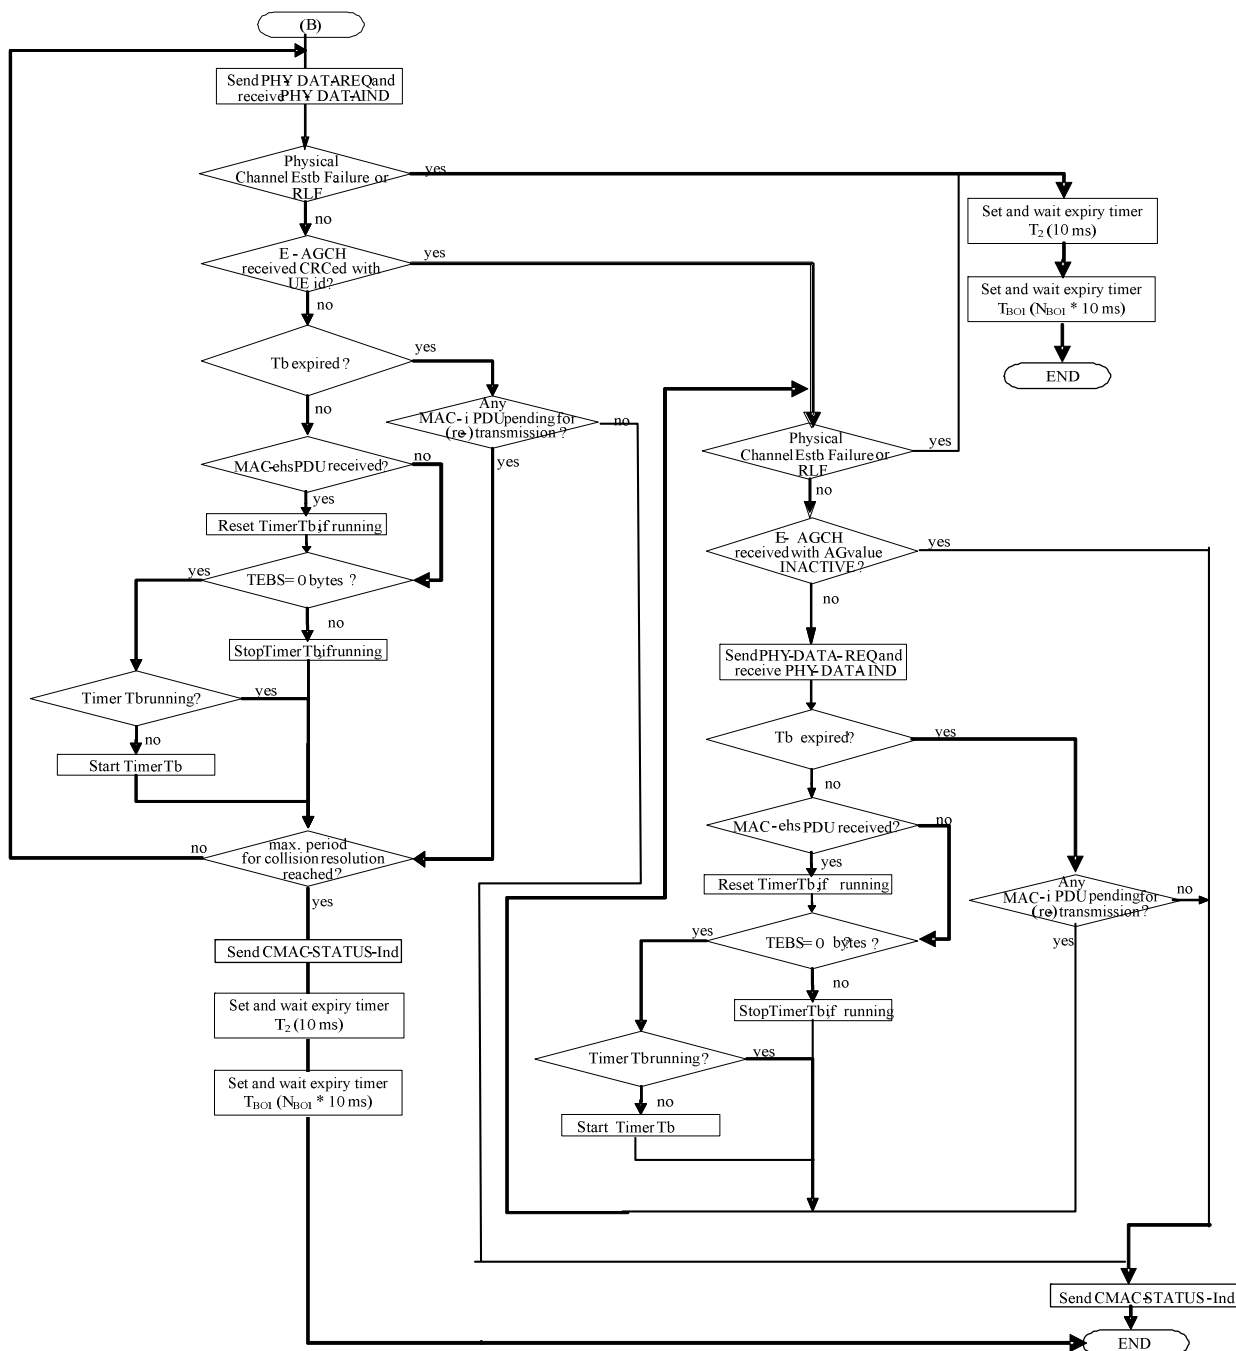 (B)
Send PHY- DATA-REQ and
receive PHY- DATA-IND
Physical
Channel Estb Failure or
RLF
yes
no
Set and wait expiry timer
T2 (10 ms)
Set and wait expiry timer
TBO1 (NBO1 * 10 ms)
END
E - AGCH
received CRCed with
UE id?
yes
no
Tb expired ?
yes
no
Any
MAC- i PDU pending for
(re-) transmission ?
no
yes
MAC-ehs PDU received?
no
yes
Reset Timer Tb, if running
TEBS = 0 bytes ?
yes
no
Stop Timer Tb, if running
Timer Tb running?
yes
no
Start Timer Tb
max. period
for collision resolution
reached?
no
yes
Send CMAC-STATUS-Ind
Set and wait expiry timer
T2 (10 ms)
Set and wait expiry timer
TBO1 (NBO1 * 10 ms)
Physical
Channel Estb Failure or
RLF
yes
no
E- AGCH
received with AG value
INACTIVE ?
yes
no
Send PHY-DATA- REQ and
receive PHY-DATA-IND
Tb expired?
yes
no
MAC- ehs PDU received?
no
yes
Reset Timer Tb, if running
Any
MAC- i PDU pending for
(re-) transmission ?
no
yes
TEBS = 0 bytes ?
yes
no
Stop Timer Tb, if running
Timer Tb running?
yes
no
Start Timer Tb
Send CMAC-STATUS-Ind
END